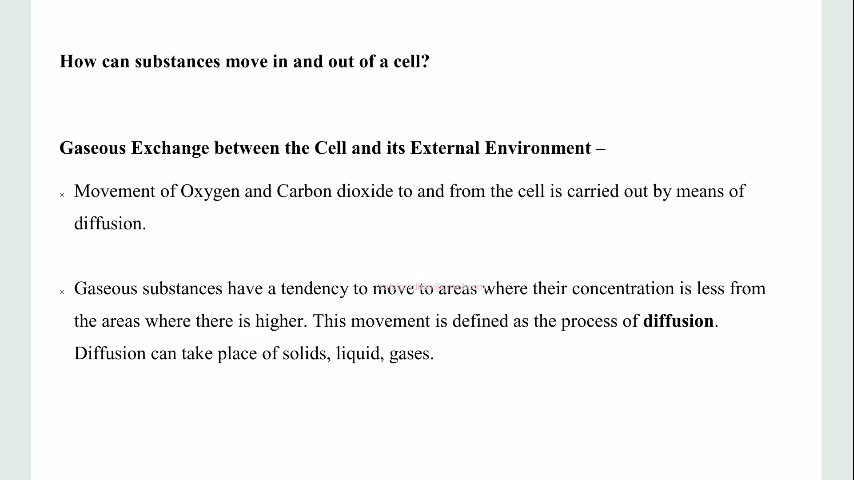 How can substances move in and out of a cell?
Gaseous Exchange between the Cell and its External Environment –
Movement of Oxygen and Carbon dioxide to and from the cell is carried out by means of
diffusion.
Gaseous substances have a tendency to move to areas where their concentration is less from
the areas where there is higher. This movement is defined as the process of diffusion.
Diffusion can take place of solids, liquid, gases.